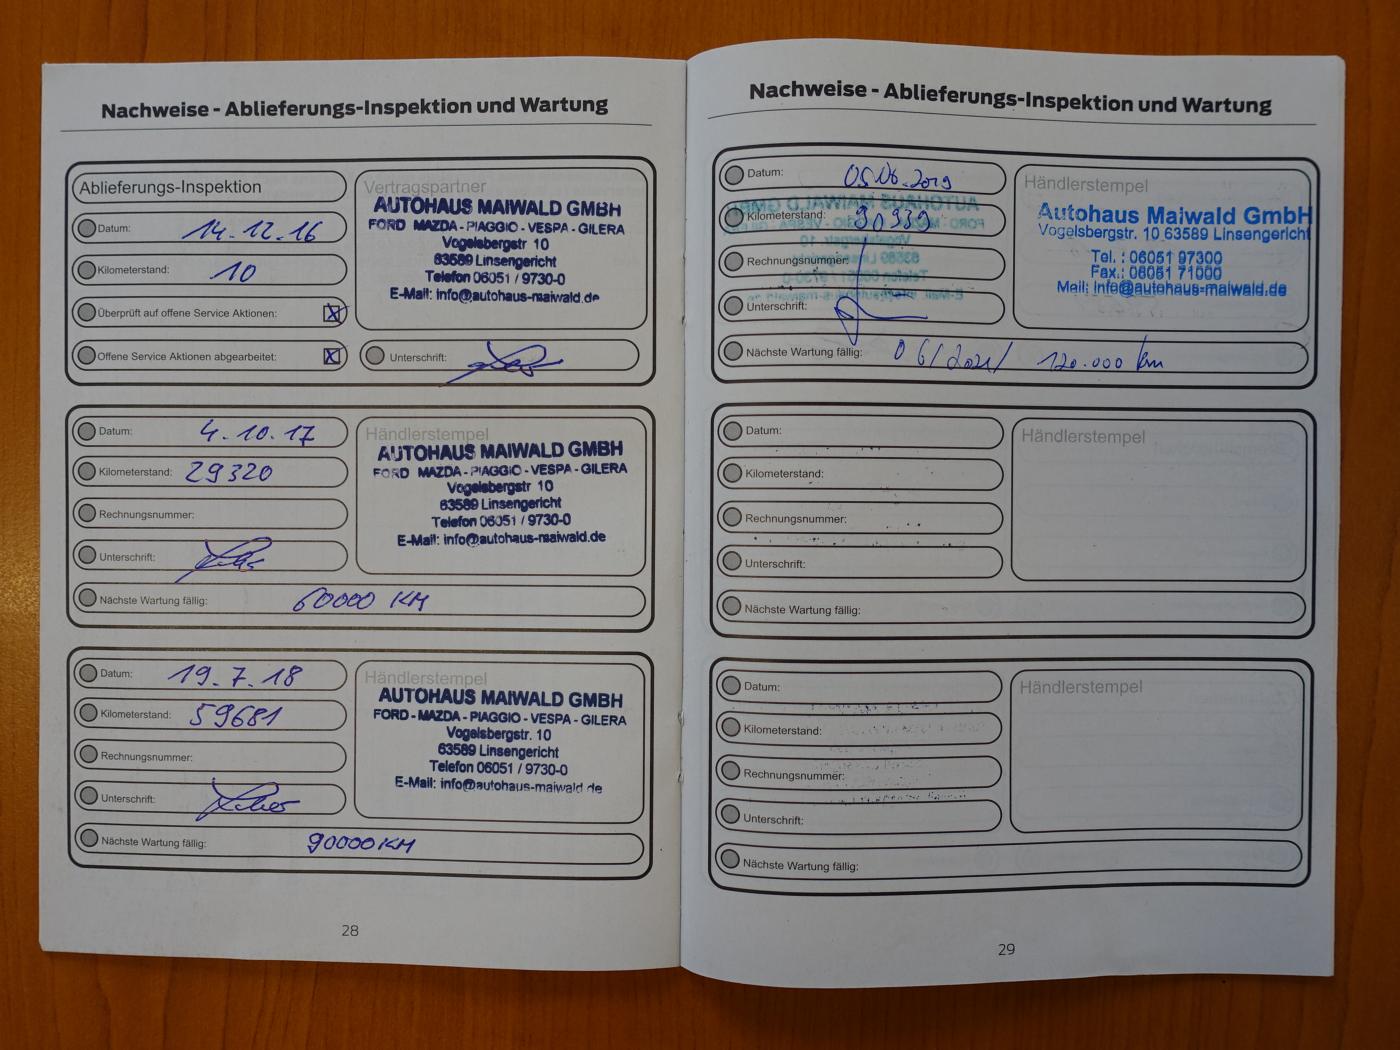 Nachweise - Ablieferungs-Inspektion und Wartung
Ablieferungs-Inspektion
Datum: 14.12.16
Kilometerstand: 10
Überprüft auf offene Service Aktionen: X
Offene Service Aktionen abgearbeitet: X
Vertragspartner
AUTOHAUS MAIWALD GMBH
FORD MAZDA - PIAGGIO - VESPA - GILERA
Vogelsbergstr 10
63589 Linsengericht
Telefon 06051 / 9730-0
E-Mail: info@autohaus-maiwald.de
Unterschrift:
Datum: 4.10.17
Kilometerstand: 29320
Rechnungsnummer:
Unterschrift:
Händlerstempel
AUTOHAUS MAIWALD GMBH
FORD MAZDA - PIAGGIO - VESPA - GILERA
Vogelsbergstr 10
63589 Linsengericht
Telefon 06051 / 9730-0
E-Mail: info@autohaus-maiwald.de
Nächste Wartung fällig: 60000 KM
Datum: 19.7.18
Kilometerstand: 59681
Rechnungsnummer:
Unterschrift:
Händlerstempel
AUTOHAUS MAIWALD GMBH
FORD - MAZDA - PIAGGIO - VESPA - GILERA
Vogelsbergstr. 10
63589 Linsengericht
Telefon 06051 / 9730-0
E-Mail: info@autohaus-maiwald.de
Nächste Wartung fällig: 90000 KM
28
Nachweise - Ablieferungs-Inspektion und Wartung
Datum: 05.06.2019
Kilometerstand: 90939
Rechnungsnummer:
Unterschrift:
Händlerstempel
Autohaus Maiwald GmbH
Vogelsbergstr. 10 63589 Linsengericht
Tel. : 06051 97300
Fax.: 06051 71000
Mail: info@autohaus-maiwald.de
Nächste Wartung fällig: 06/2021/ 120.000 km
Datum:
Kilometerstand:
Rechnungsnummer:
Unterschrift:
Händlerstempel
Nächste Wartung fällig:
Datum:
Kilometerstand:
Rechnungsnummer:
Unterschrift:
Händlerstempel
Nächste Wartung fällig:
29